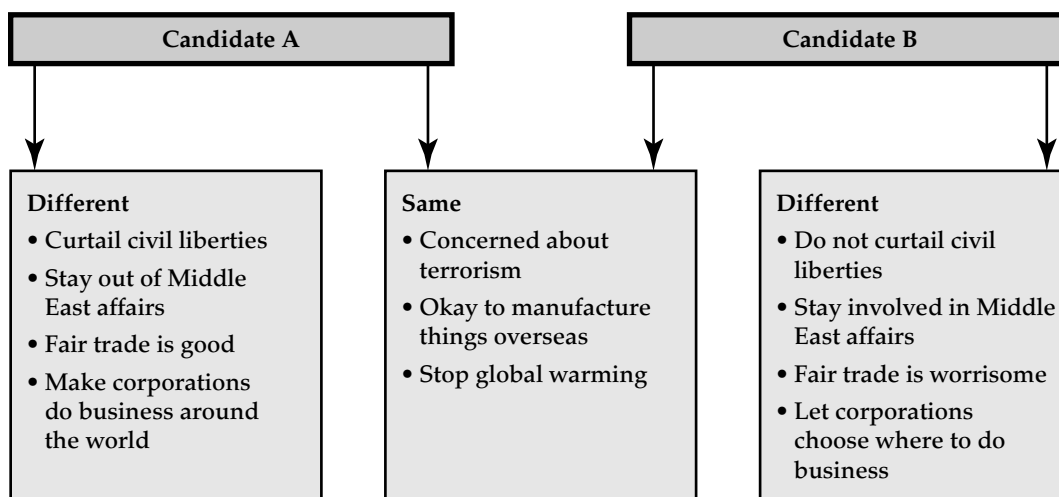 Candidate A
Candidate B
Different
• Curtail civil liberties
• Stay out of Middle
East affairs
• Fair trade is good
• Make corporations
do business around
the world
Same
• Concerned about
terrorism
• Okay to manufacture
things overseas
• Stop global warming
Different
• Do not curtail civil
liberties
• Stay involved in Middle
East affairs
• Fair trade is worrisome
• Let corporations
choose where to do
business